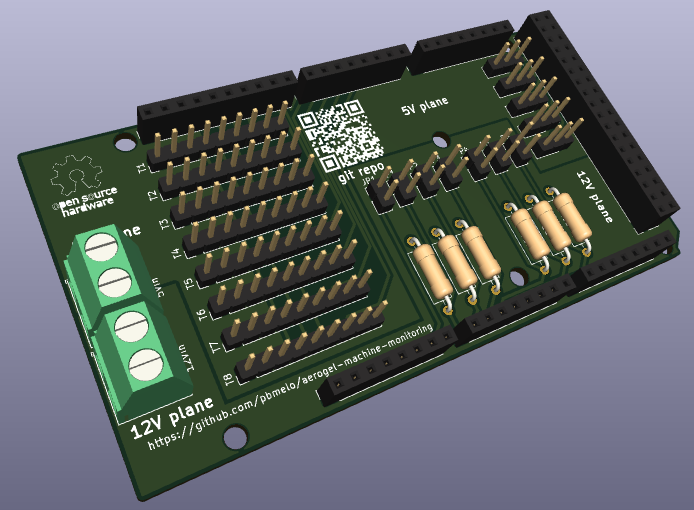 5V plane
git repo
open source
hardware
T1
T2
T3
T4
T5
T6
T7
T8
12V plane
ne
5Vin
12Vin
12V plane
https://github.com/pbmelo/aerogel-machine-monitoring